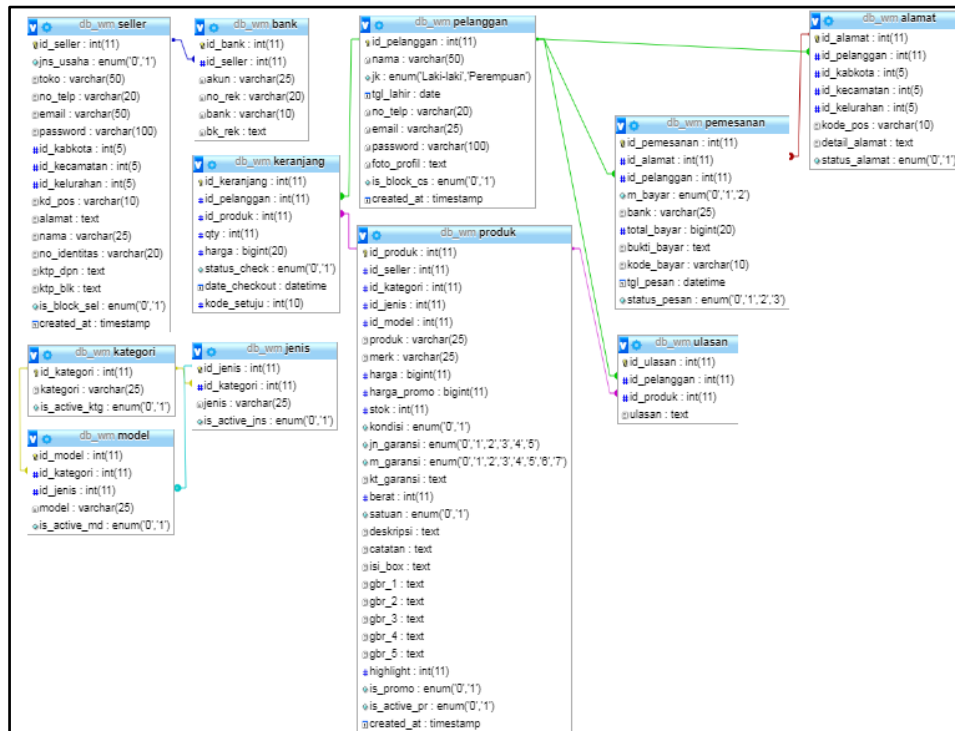 db_wm seller
id_seller : int(11)
jns_usaha : enum('0','1')
toko : varchar(50)
no_telp : varchar(20)
email : varchar(50)
password : varchar(100)
id_kabkota : int(5)
id_kecamatan : int(5)
id_kelurahan : int(5)
kd_pos : varchar(10)
alamat : text
nama : varchar(25)
no_identitas : varchar(20)
ktp_dpn : text
ktp_blk : text
is_block_sel : enum('0','1')
created_at : timestamp
db_wm bank
id_bank : int(11)
id_seller : int(11)
akun : varchar(25)
no_rek : varchar(20)
bank : varchar(10)
bk_rek : text
db_wm keranjang
id_keranjang : int(11)
id_pelanggan : int(11)
id_produk : int(11)
qty : int(11)
harga : bigint(20)
status_check : enum('0','1')
date_checkout : datetime
kode_setuju : int(10)
db_wm pelanggan
id_pelanggan : int(11)
nama : varchar(50)
jk : enum('Laki-laki','Perempuan')
tgl_lahir : date
no_telp : varchar(20)
email : varchar(25)
password : varchar(100)
foto_profil : text
is_block_cs : enum('0','1')
created_at : timestamp
db_wm alamat
id_alamat : int(11)
id_pelanggan : int(11)
id_kabkota : int(5)
id_kecamatan : int(5)
id_kelurahan : int(5)
kode_pos : varchar(10)
detail_alamat : text
status_alamat : enum('0','1')
db_wm pemesanan
id_pemesanan : int(11)
id_alamat : int(11)
id_pelanggan : int(11)
m_bayar : enum('0','1','2')
bank : varchar(25)
total_bayar : bigint(20)
bukti_bayar : text
kode_bayar : varchar(10)
tgl_pesan : datetime
status_pesan : enum('0','1','2','3')
db_wm produk
id_produk : int(11)
id_seller : int(11)
id_kategori : int(11)
id_jenis : int(11)
id_model : int(11)
produk : varchar(25)
merk : varchar(25)
harga : bigint(11)
harga_promo : bigint(11)
stok : int(11)
kondisi : enum('0','1')
jn_garansi : enum('0','1','2','3','4','5')
m_garansi : enum('0','1','2','3','4','5','6','7')
kt_garansi : text
berat : int(11)
satuan : enum('0','1')
deskripsi : text
catatan : text
isi_box : text
gbr_1 : text
gbr_2 : text
gbr_3 : text
gbr_4 : text
gbr_5 : text
highlight : int(11)
is_promo : enum('0','1')
is_active_pr : enum('0','1')
created_at : timestamp
db_wm ulasan
id_ulasan : int(11)
id_pelanggan : int(11)
id_produk : int(11)
ulasan : text
db_wm kategori
id_kategori : int(11)
kategori : varchar(25)
is_active_ktg : enum('0','1')
db_wm jenis
id_jenis : int(11)
id_kategori : int(11)
jenis : varchar(25)
is_active_jns : enum('0','1')
db_wm model
id_model : int(11)
id_kategori : int(11)
id_jenis : int(11)
model : varchar(25)
is_active_md : enum('0','1')